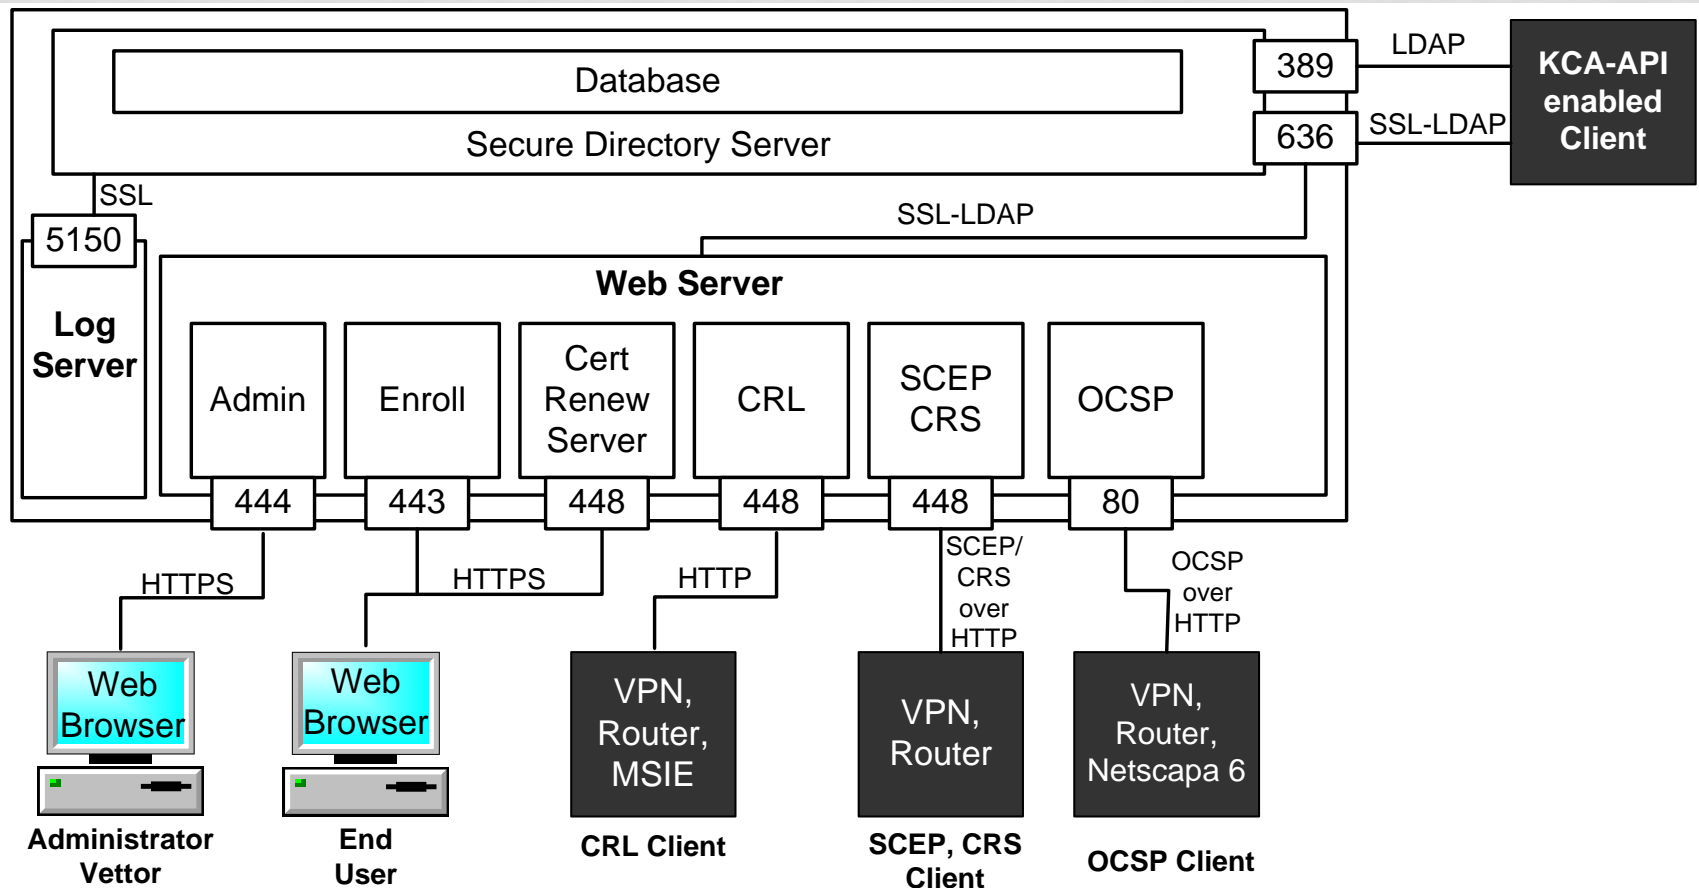 Database
Secure Directory Server
389
636
LDAP
SSL-LDAP
KCA-API
enabled
Client
SSL
5150
SSL-LDAP
Log
Server
Web Server
Admin
Enroll
Cert
Renew
Server
CRL
SCEP
CRS
OCSP
444
443
448
448
448
80
HTTPS
HTTPS
HTTP
SCEP/
CRS
over
HTTP
OCSP
over
HTTP
Web
Browser
Web
Browser
VPN,
Router,
MSIE
VPN,
Router
VPN,
Router,
Netscapa 6
Administrator
Vettor
End
User
CRL Client
SCEP, CRS
Client
OCSP Client